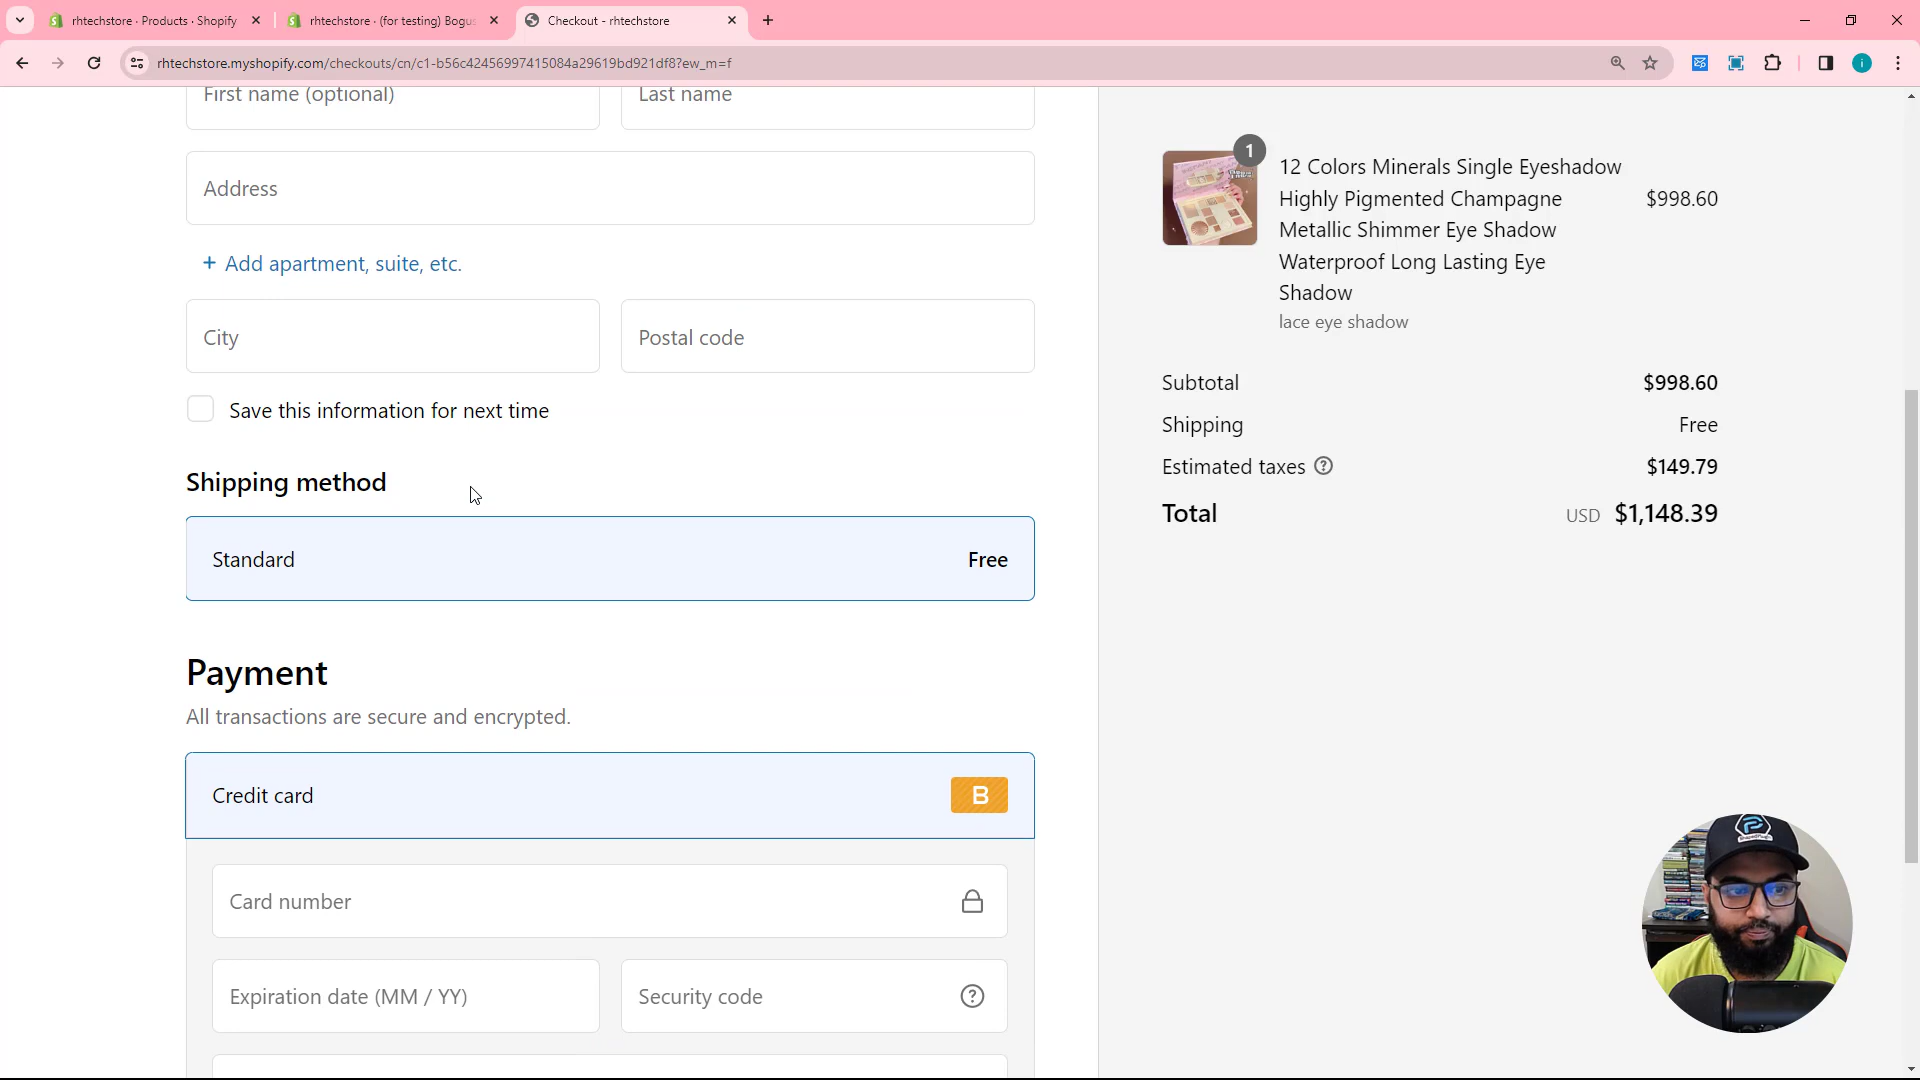 rhtechstore · Products · Shopify
rhtechstore · (for testing) Bogus
Checkout - rhtechstore
rhtechstore.myshopify.com/checkouts/cn/c1-b56c42456997415084a29619bd921df8?ew_m=f
i
First name (optional)
Last name
Address
+ Add apartment, suite, etc.
City
Postal code
Save this information for next time
Shipping method
Standard
Free
Payment
All transactions are secure and encrypted.
Credit card
B
Card number
Expiration date (MM / YY)
Security code
1
12 Colors Minerals Single Eyeshadow
Highly Pigmented Champagne
Metallic Shimmer Eye Shadow
Waterproof Long Lasting Eye
Shadow
lace eye shadow
$998.60
Subtotal
$998.60
Shipping
Free
Estimated taxes
$149.79
Total
USD $1,148.39